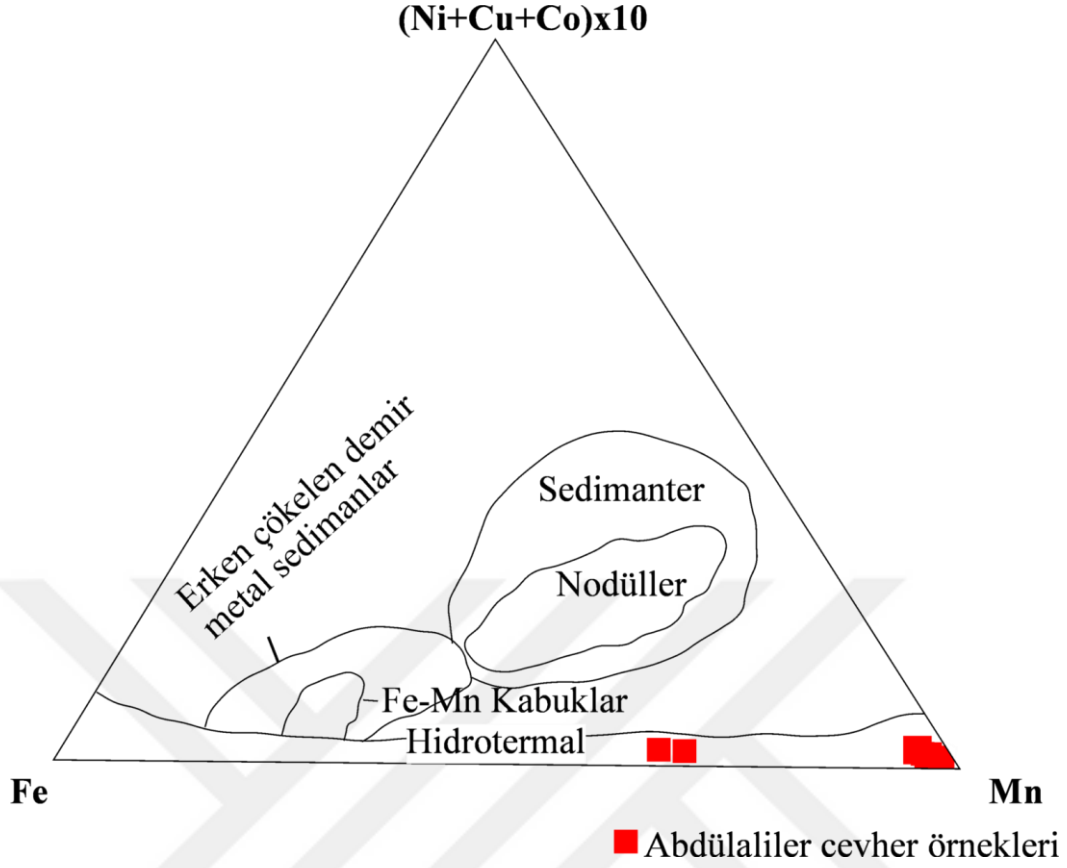 (Ni+Cu+Co)x10
Erken çökelen demir
metal sedimanlar
Sedimanter
Nodüller
Fe-Mn Kabuklar
Hidrotermal
Fe
Mn
Abdülaliler cevher örnekleri